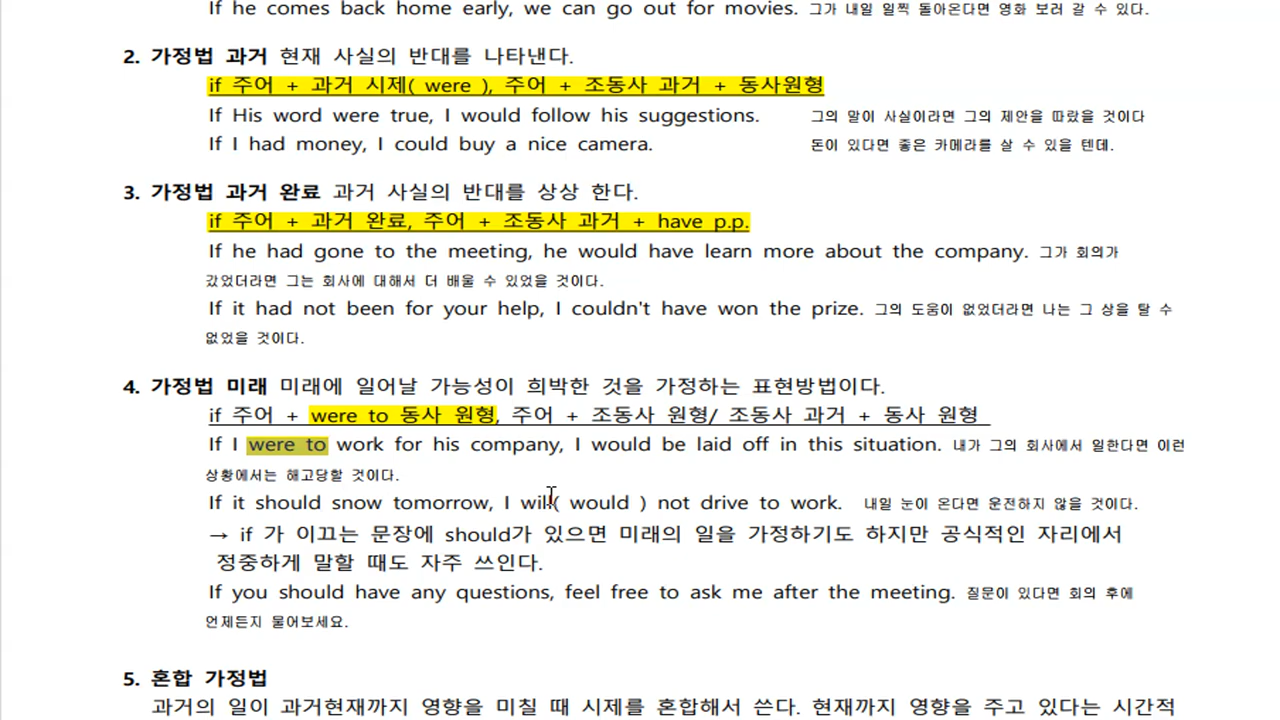 If he comes back home early, we can go out for movies. 그가 내일 일찍 돌아온다면 영화 보러 갈 수 있다.
2. 가정법 과거 현재 사실의 반대를 나타낸다.
if 주어 + 과거 시제( were ), 주어 + 조동사 과거 + 동사원형
If His word were true, I would follow his suggestions. 그의 말이 사실이라면 그의 제안을 따랐을 것이다
If I had money, I could buy a nice camera. 돈이 있다면 좋은 카메라를 살 수 있을 텐데.
3. 가정법 과거 완료 과거 사실의 반대를 상상 한다.
if 주어 + 과거 완료, 주어 + 조동사 과거 + have p.p.
If he had gone to the meeting, he would have learn more about the company. 그가 회의가
갔었더라면 그는 회사에 대해서 더 배울 수 있었을 것이다.
If it had not been for your help, I couldn't have won the prize. 그의 도움이 없었더라면 나는 그 상을 탈 수
없었을 것이다.
4. 가정법 미래 미래에 일어날 가능성이 희박한 것을 가정하는 표현방법이다.
if 주어 + were to 동사 원형, 주어 + 조동사 원형/ 조동사 과거 + 동사 원형
If I were to work for his company, I would be laid off in this situation. 내가 그의 회사에서 일한다면 이런
상황에서는 해고당할 것이다.
If it should snow tomorrow, I will( would ) not drive to work. 내일 눈이 온다면 운전하지 않을 것이다.
→ if 가 이끄는 문장에 should가 있으면 미래의 일을 가정하기도 하지만 공식적인 자리에서
정중하게 말할 때도 자주 쓰인다.
If you should have any questions, feel free to ask me after the meeting. 질문이 있다면 회의 후에
언제든지 물어보세요.
5. 혼합 가정법
과거의 일이 과거현재까지 영향을 미칠 때 시제를 혼합해서 쓴다. 현재까지 영향을 주고 있다는 시간적